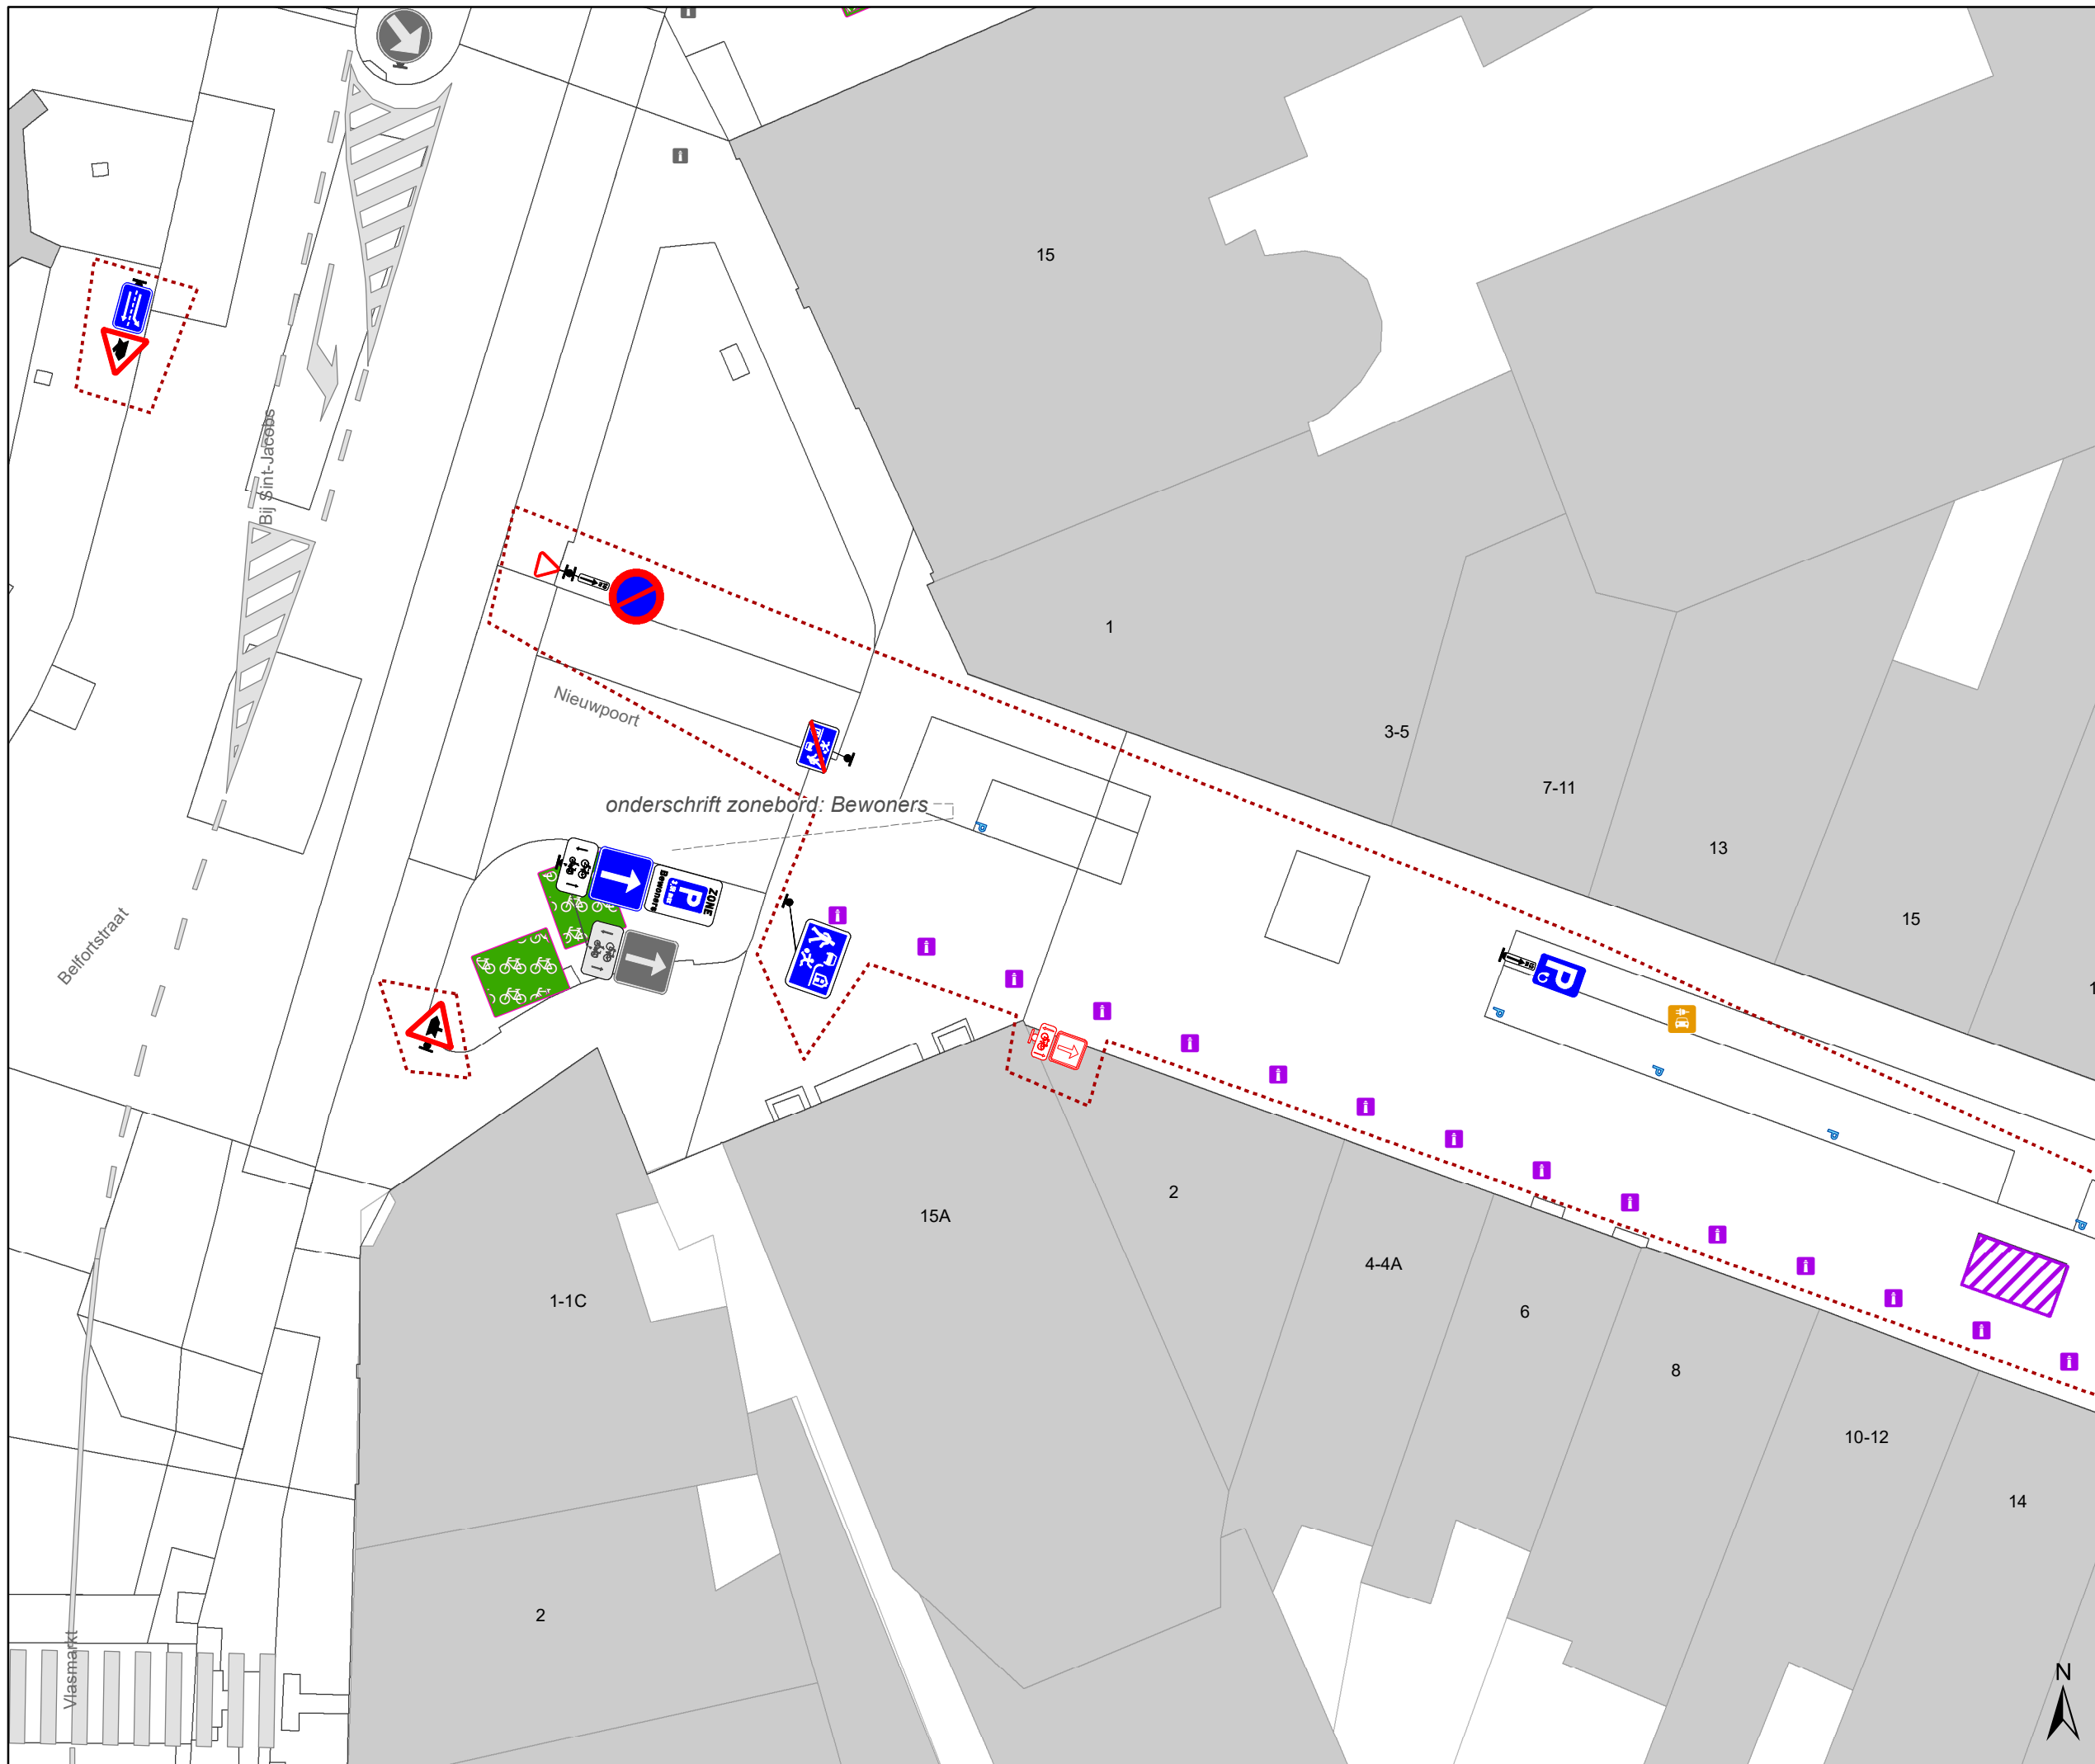 15
Bij Sint-Jacobs
1
Nieuwpoort
3-5
7-11
onderschrift zonebord: Bewoners
13
ZONE
P
Bewoners
15
Belfortstraat
P
1
2
15A
4-4A
1-1C
6
8
10-12
14
2
Vlasmarkt
N